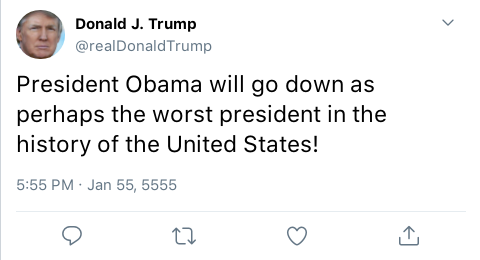 Donald J. Trump
@realDonaldTrump
President Obama will go down as
perhaps the worst president in the
history of the United States!
5:55 PM · Jan 55, 5555